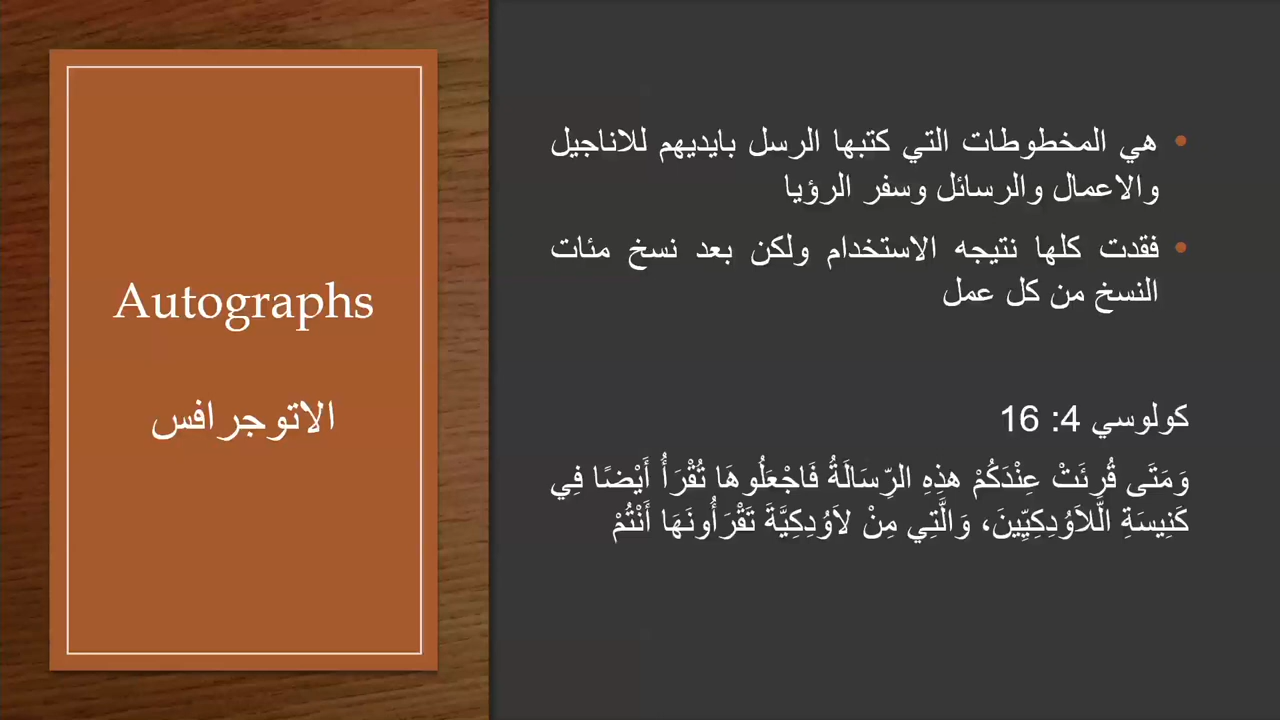 Autographs
الاتوجرافس
هي المخطوطات التي كتبها الرسل بايديهم للاناجيل
والاعمال والرسائل وسفر الرؤيا
فقدت كلها نتيجه الاستخدام ولكن بعد نسخ مئات
النسخ من كل عمل
كولوسي 4: 16
وَمَتَى قُرِئَتْ عِنْدَكُمْ هذِهِ الرِّسَالَةُ فَاجْعَلُوهَا تُقْرَأُ أَيْضًا فِي
كَنِيسَةِ الَّلاَوُدِكِيِّينَ، وَالَّتِي مِنْ لاَوُدِكِيَّةَ تَقْرَأُونَهَا أَنْتُمْ